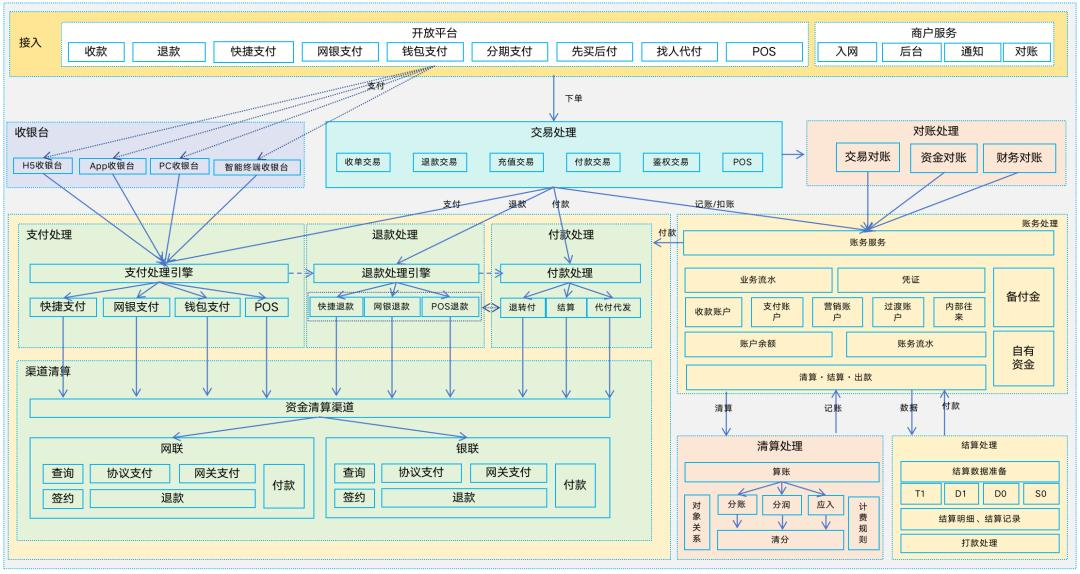 接入
开放平台
收款
退款
快捷支付
网银支付
钱包支付
分期支付
先买后付
找人代付
POS
商户服务
入网
后台
通知
对账
支付
下单
收银台
H5收银台
App收银台
PC收银台
智能终端收银台
交易处理
收单交易
退款交易
充值交易
付款交易
鉴权交易
POS
对账处理
交易对账
资金对账
财务对账
支付
退款
付款
记账/扣账
支付处理
支付处理引擎
快捷支付
网银支付
钱包支付
POS
退款处理
退款处理引擎
快捷退款
网银退款
POS退款
付款处理
付款处理
退转付
结算
代付代发
付款
账务处理
账务服务
业务流水
凭证
备付金
收款账户
支付账
户
营销账
户
过渡账
户
内部往
来
账户余额
账务流水
自有
资金
清算·结算·出款
渠道清算
资金清算渠道
网联
查询
协议支付
网关支付
付款
签约
退款
银联
查询
协议支付
网关支付
付款
签约
退款
清算
记账
数据
付款
清算处理
算账
对
象
关
系
分账
分润
应入
清分
计
费
规
则
结算处理
结算数据准备
T1
D1
D0
S0
结算明细、结算记录
打款处理